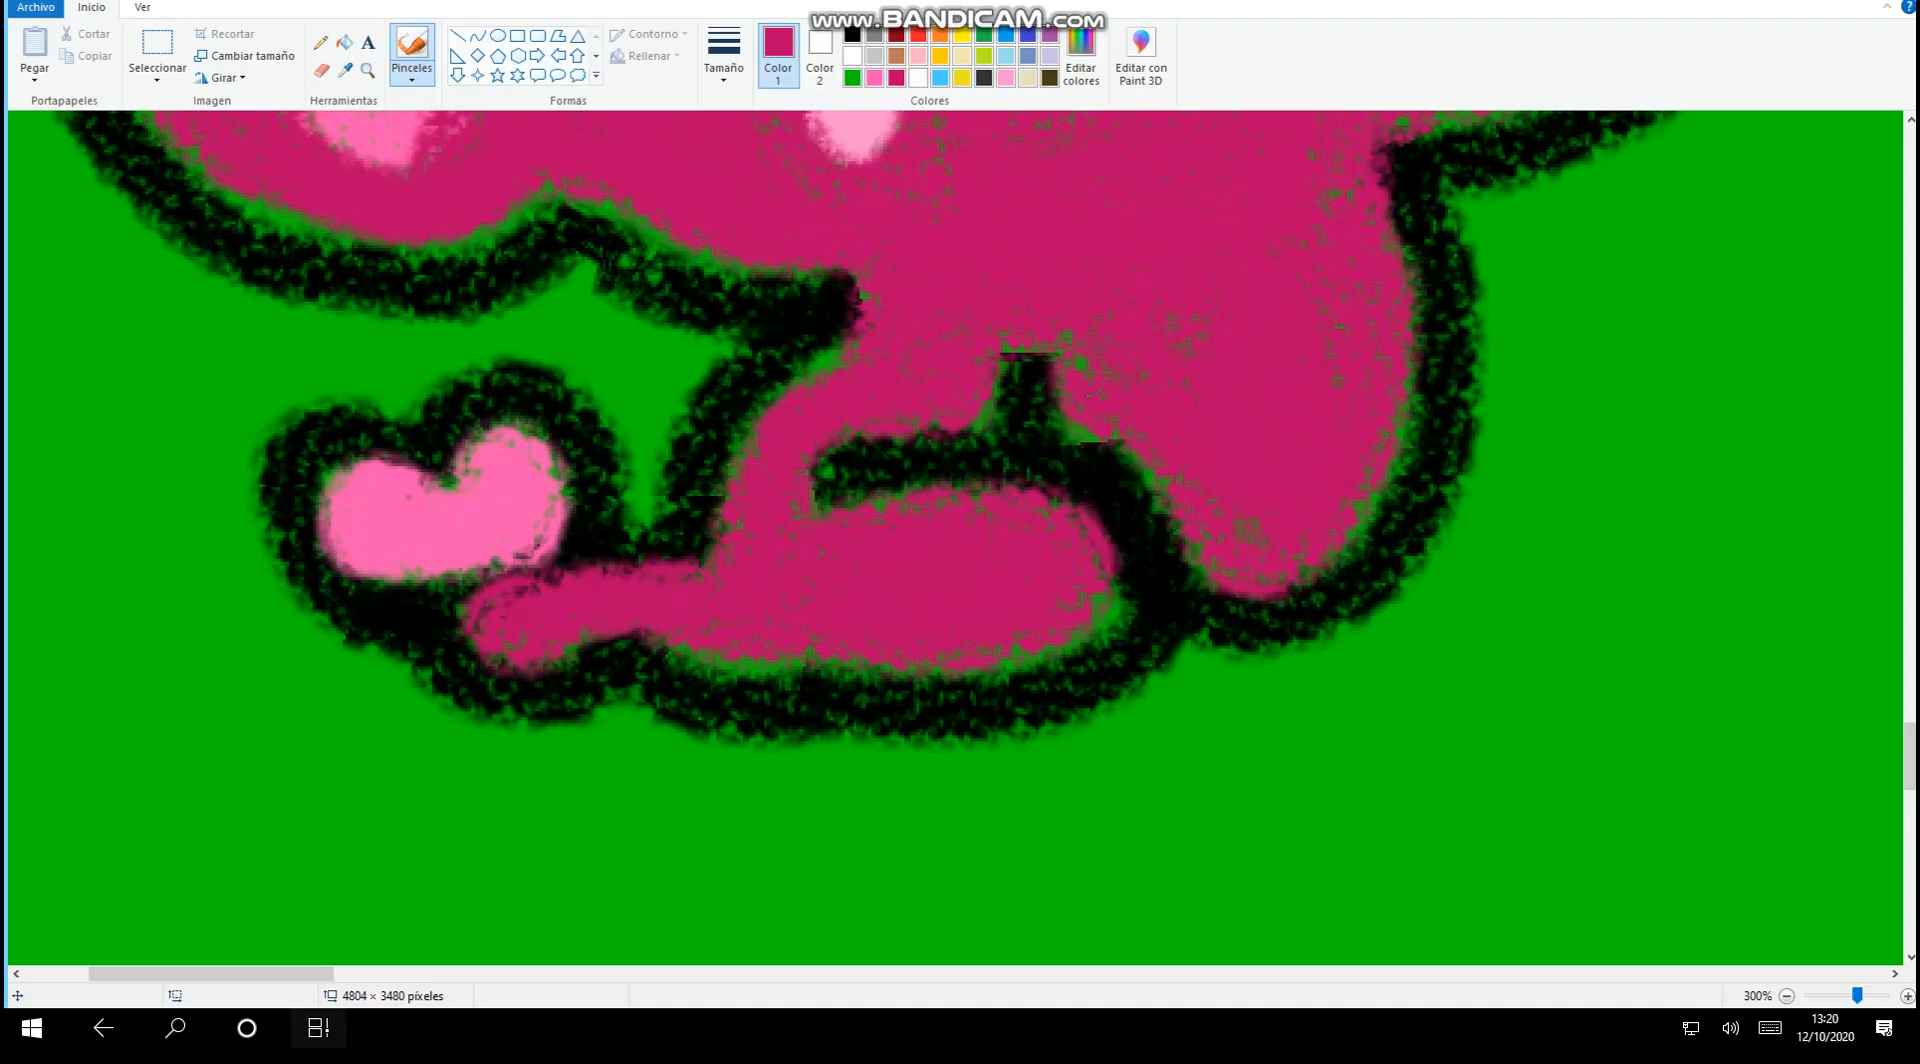 Archivo Inicio Ver
www.BANDICAM.com
Pegar
Cortar
Copiar
Portapapeles
Seleccionar
Recortar
Cambiar tamaño
Girar
Imagen
A
Herramientas
Pinceles
Contorno
Rellenar
Formas
Tamaño
Color 1
Color 2
Editar colores
Colores
Editar con Paint 3D
4804 × 3480 píxeles
300%
13:20
12/10/2020